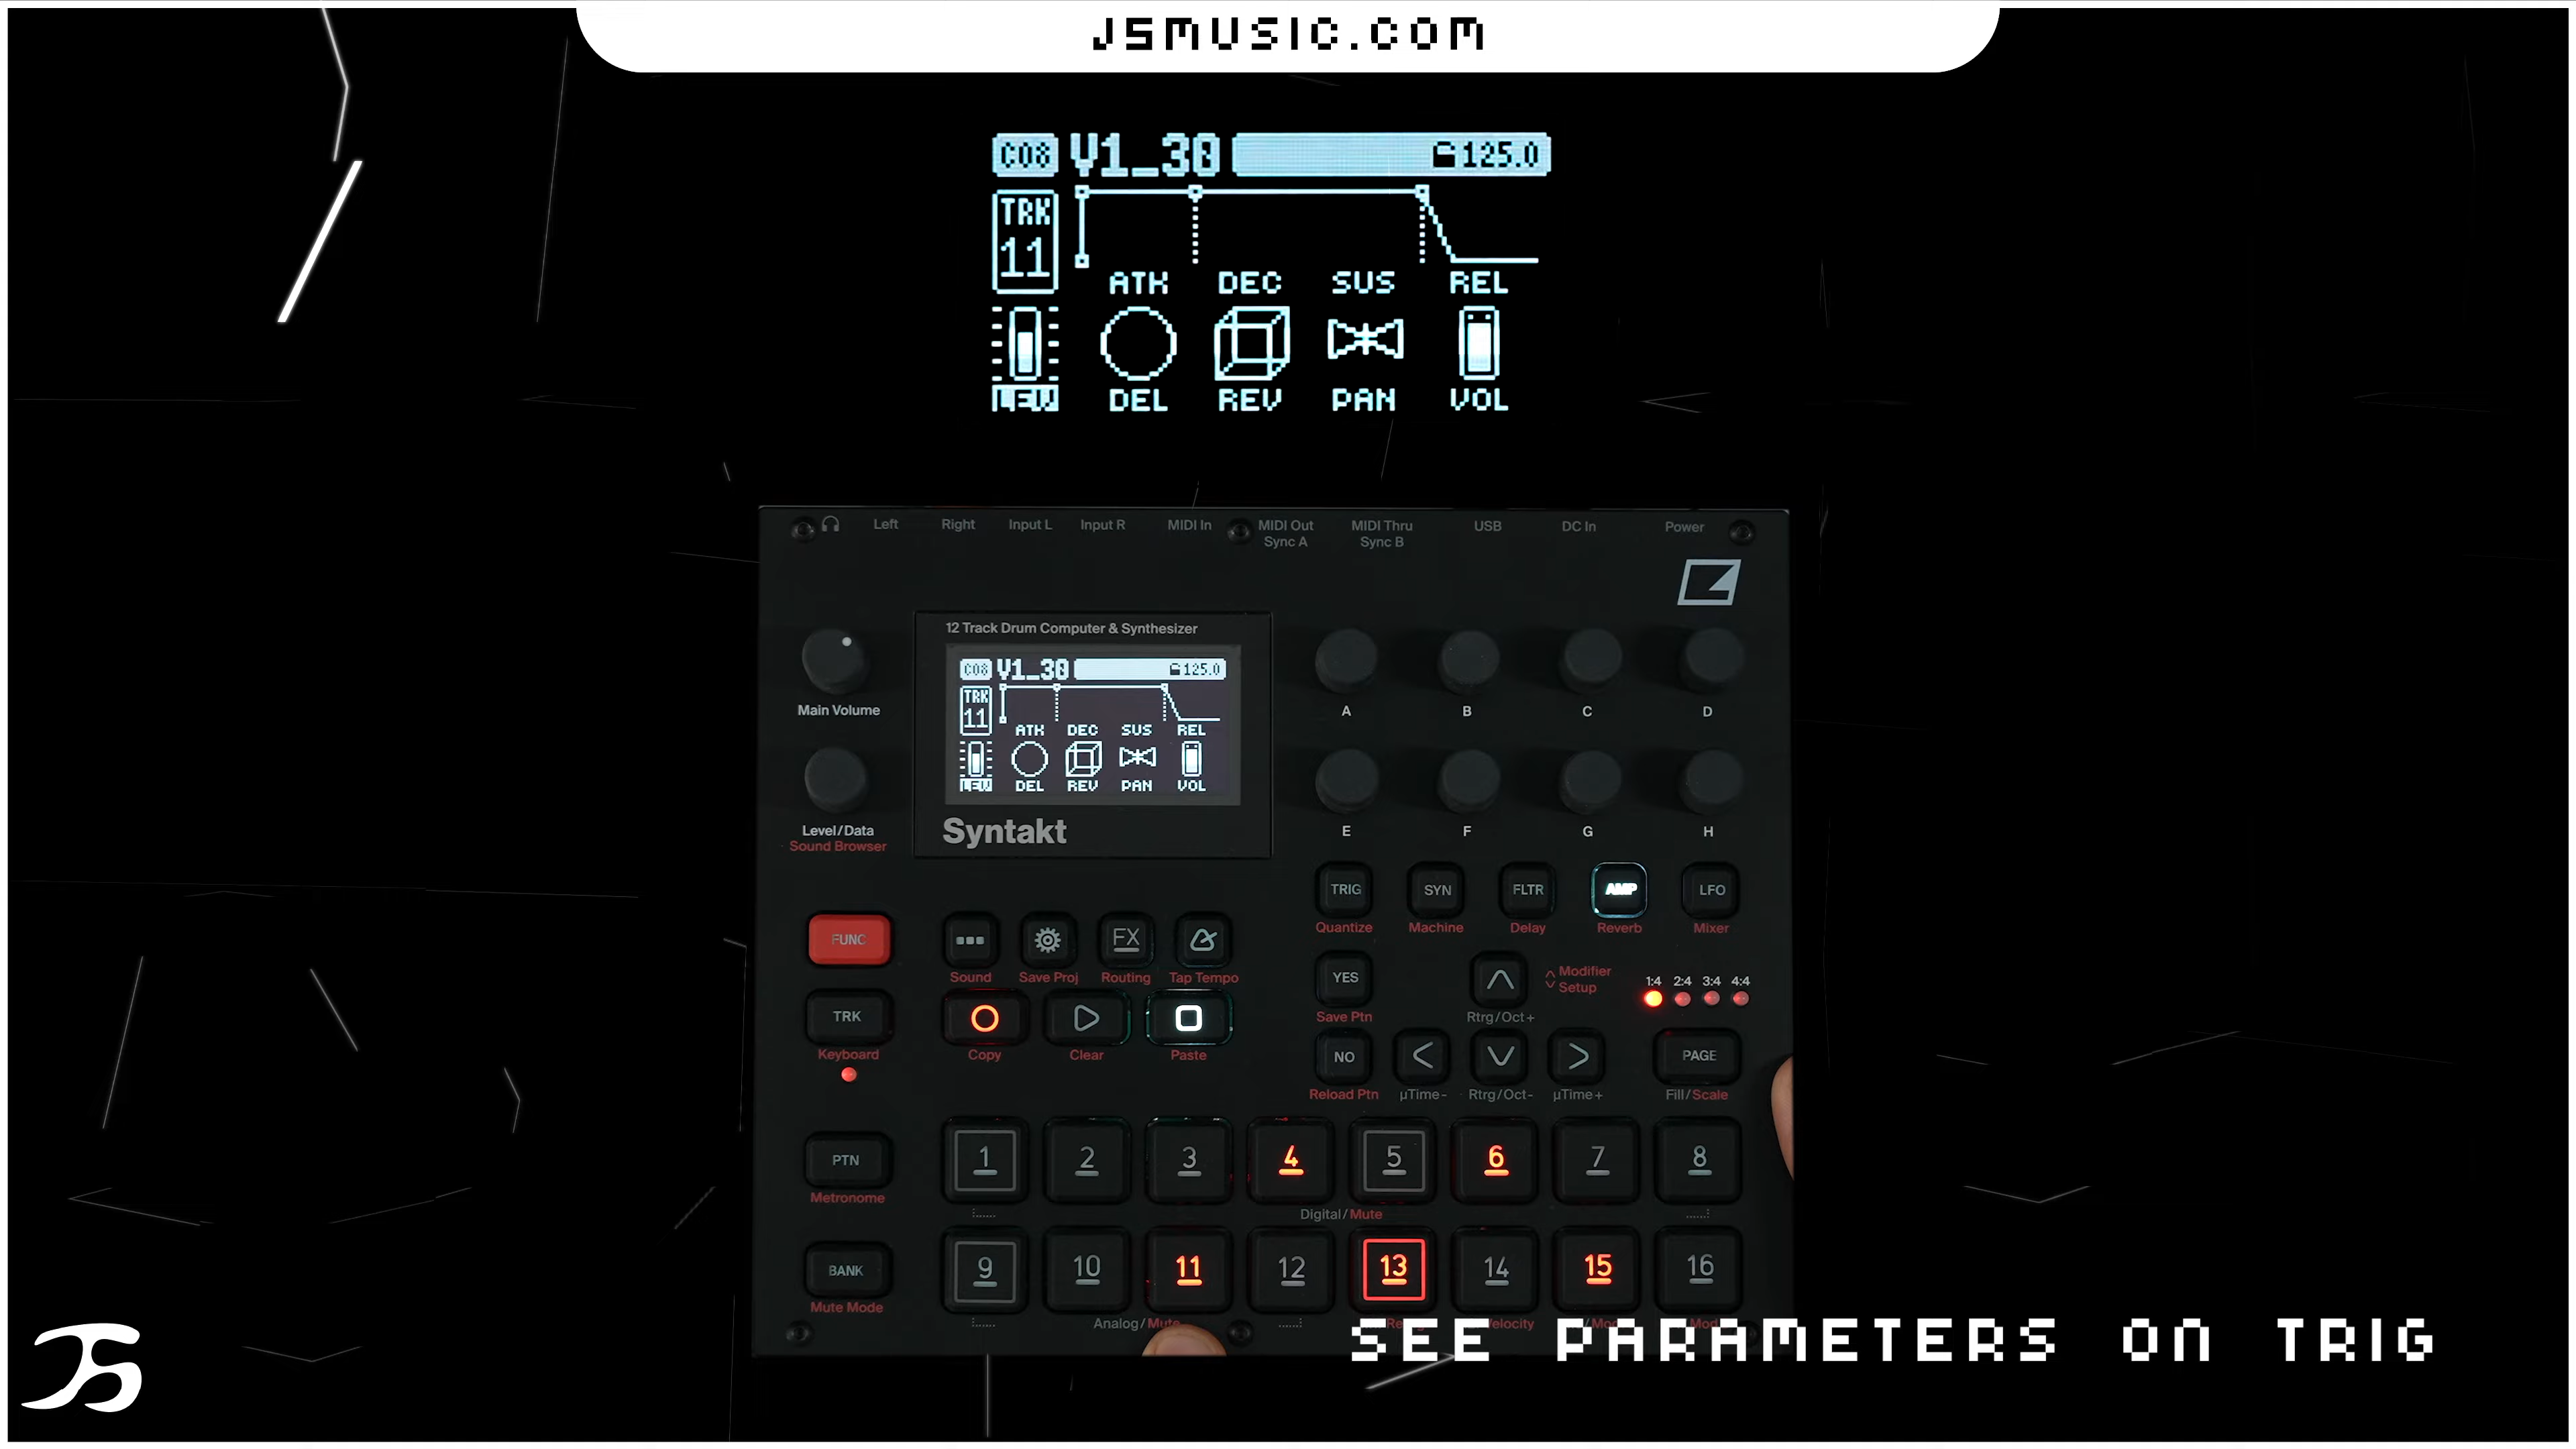 JSMUSIC.COM
C08 V1_30 125.0
TRK
11
ATK DEC SUS REL
LEV DEL REV PAN VOL
Left Right Input L Input R MIDI In MIDI Out MIDI Thru USB DC In Power
Sync A Sync B
12 Track Drum Computer & Synthesizer
C08 V1_30 125.0
TRK
11
ATK DEC SUS REL
LEV DEL REV PAN VOL
Syntakt
Main Volume
A B C D
Level/Data
Sound Browser
E F G H
TRIG SYN FLTR AMP LFO
Quantize Machine Delay Reverb Mixer
FUNC
FX
Sound Save Proj Routing Tap Tempo
YES
Modifier
Setup
1:4 2:4 3:4 4:4
Save Ptn Rtrg/Oct+
TRK
Keyboard Copy Clear Paste
NO PAGE
Reload Ptn µTime- Rtrg/Oct- µTime+ Fill/Scale
PTN
Metronome
1 2 3 4 5 6 7 8
Digital/Mute
BANK
Mute Mode
9 10 11 12 13 14 15 16
Analog/Mute
SEE PARAMETERS ON TRIG
JS